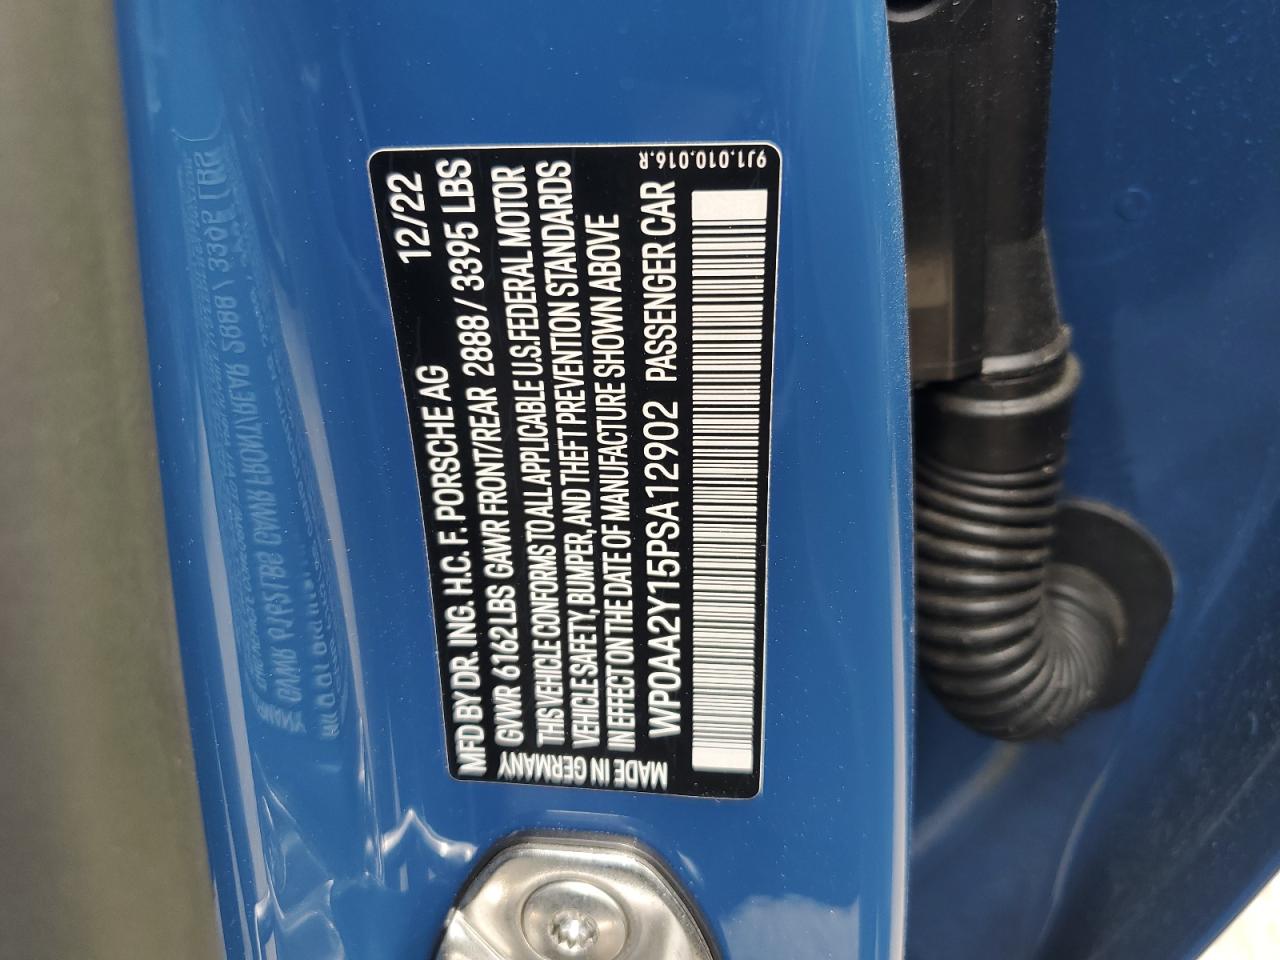 MFD BY DR. ING. H.C. F. PORSCHE AG 12/22
GVWR 6162 LBS GAWR FRONT/REAR 2888 / 3395 LBS
THIS VEHICLE CONFORMS TO ALL APPLICABLE U.S. FEDERAL MOTOR
VEHICLE SAFETY, BUMPER, AND THEFT PREVENTION STANDARDS
IN EFFECT ON THE DATE OF MANUFACTURE SHOWN ABOVE
WP0AA2Y15PSA12902 PASSENGER CAR
MADE IN GERMANY
9J1.010.016.R